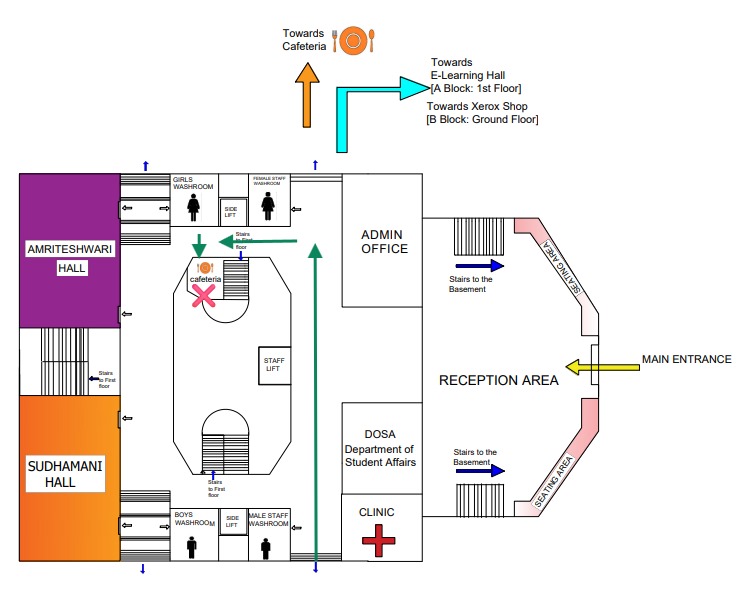 Towards
Cafeteria
Towards
E-Learning Hall
[A Block: 1st Floor]
Towards Xerox Shop
[B Block: Ground Floor]
GIRLS
WASHROOM
FEMALE STAFF
WASHROOM
SIDE
LIFT
ADMIN
OFFICE
AMRITESHWARI
HALL
Stairs
to First
floor
cafeteria
SEATING AREA
Stairs to the
Basement
STAFF
LIFT
MAIN ENTRANCE
RECEPTION AREA
Stairs
to First
floor
DOSA
Department of
Student Affairs
Stairs to the
Basement
SEATING AREA
SUDHAMANI
HALL
Stairs
to First
floor
BOYS
WASHROOM
SIDE
LIFT
MALE STAFF
WASHROOM
CLINIC